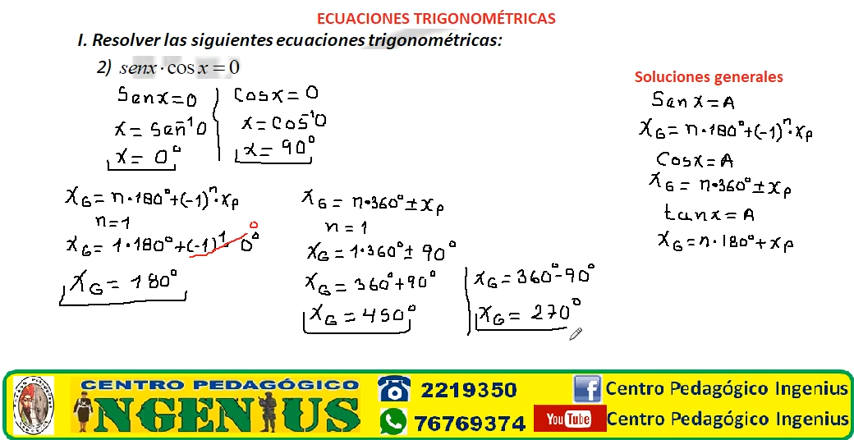 ECUACIONES TRIGONOMÉTRICAS
I. Resolver las siguientes ecuaciones trigonométricas:
2) senx · cos x = 0
Senx=0
x = Sen⁻¹0
x = 0°
Cosx = 0
x = Cos⁻¹0
x = 90°
X_G = n·180°+(-1)ⁿ·x_p
n=1
X_G = 1·180°+(-1)¹·0° 0
X_G = 180°
X_G = n·360° ± x_p
n = 1
X_G = 1·360° ± 90°
X_G = 360°+90°
X_G = 450°
X_G = 360°-90°
X_G = 270°
Soluciones generales
Senx = A
X_G = n·180°+(-1)ⁿ·x_p
Cosx = A
X_G = n·360° ± x_p
tanx = A
X_G = n·180° + x_p
CENTRO PEDAGÓGICO
INGENIUS
2219350
76769374
Centro Pedagógico Ingenius
YouTube Centro Pedagógico Ingenius